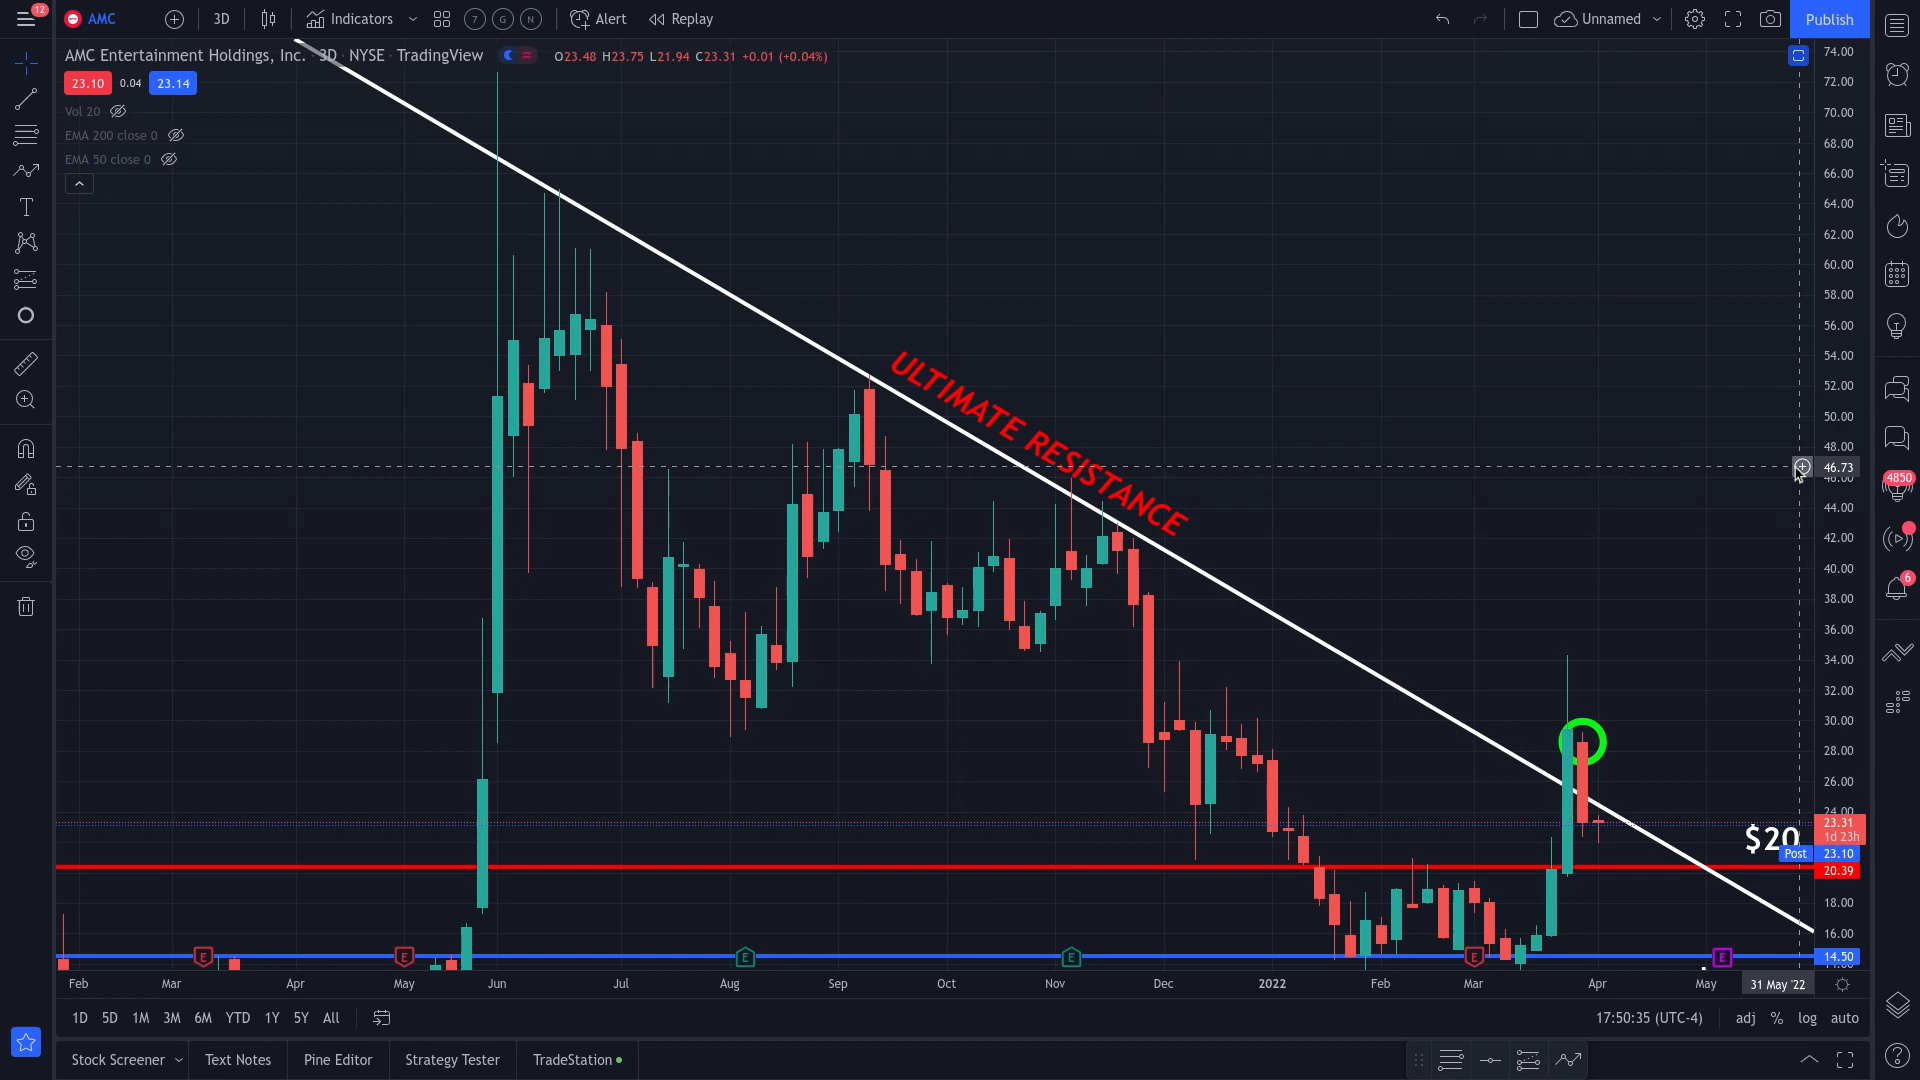 12
AMC
3D
Indicators
7
G
N
Alert
Replay
Unnamed
Publish
AMC Entertainment Holdings, Inc. · 3D · NYSE · TradingView
O23.48 H23.75 L21.94 C23.31 +0.01 (+0.04%)
23.10
0.04
23.14
Vol 20
EMA 200 close 0
EMA 50 close 0
74.00
72.00
70.00
68.00
66.00
64.00
62.00
60.00
58.00
56.00
54.00
52.00
50.00
48.00
46.73
46.00
44.00
42.00
40.00
38.00
36.00
34.00
32.00
30.00
28.00
26.00
24.00
23.31
1d 23h
Post
23.10
20.39
18.00
16.00
14.50
ULTIMATE RESISTANCE
$20
4850
6
E
E
E
E
E
E
Feb
Mar
Apr
May
Jun
Jul
Aug
Sep
Oct
Nov
Dec
2022
Feb
Mar
Apr
May
31 May '22
1D
5D
1M
3M
6M
YTD
1Y
5Y
All
17:50:35 (UTC-4)
adj
%
log
auto
Stock Screener
Text Notes
Pine Editor
Strategy Tester
TradeStation